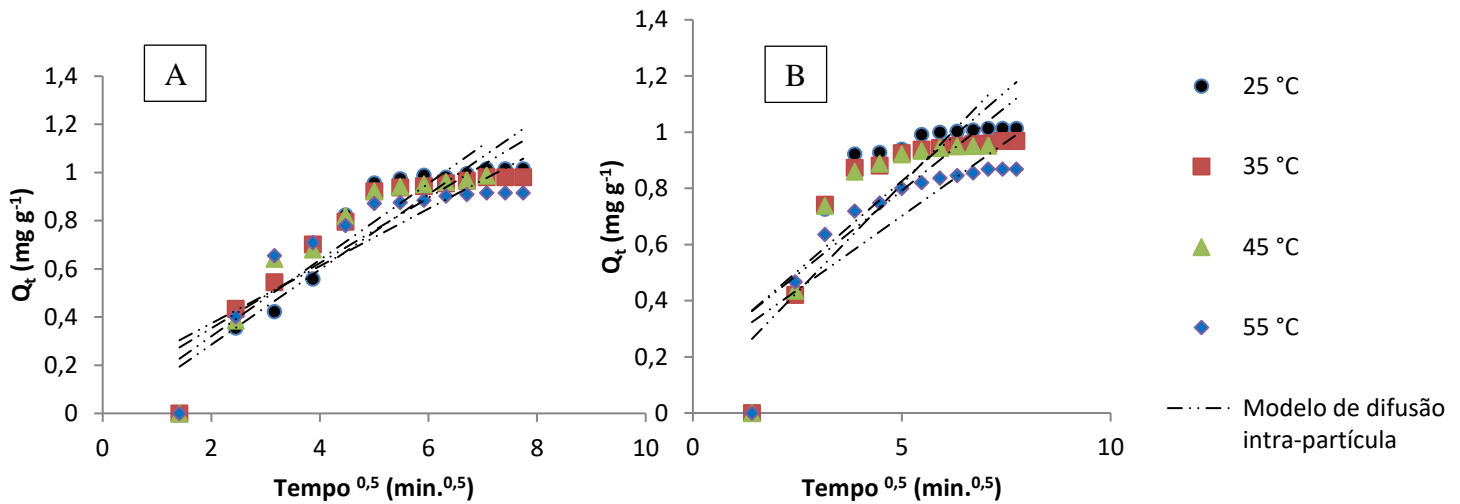 A
1,4
1,2
1
0,8
0,6
0,4
0,2
0
0 2 4 6 8 10
Qt (mg g-1)
Tempo 0,5 (min.0,5)
B
1,4
1,2
1
0,8
0,6
0,4
0,2
0
0 5 10
Qt (mg g-1)
Tempo 0,5 (min.0,5)
25 °C
35 °C
45 °C
55 °C
Modelo de difusão
intra-partícula